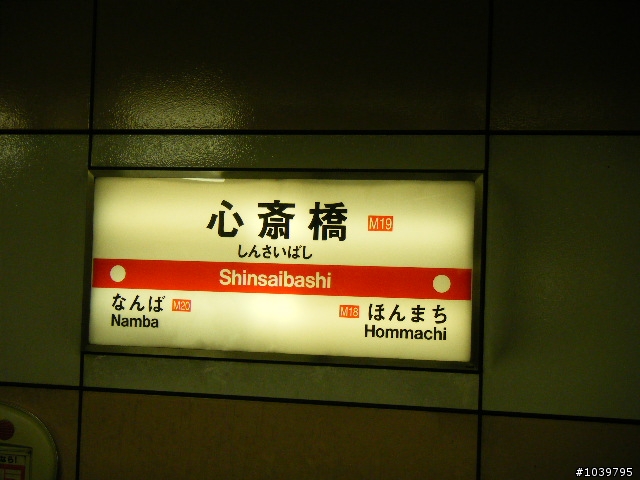 心斎橋 M19
しんさいばし
Shinsaibashi
なんば M20
Namba
M18 ほんまち
Hommachi
#1039795